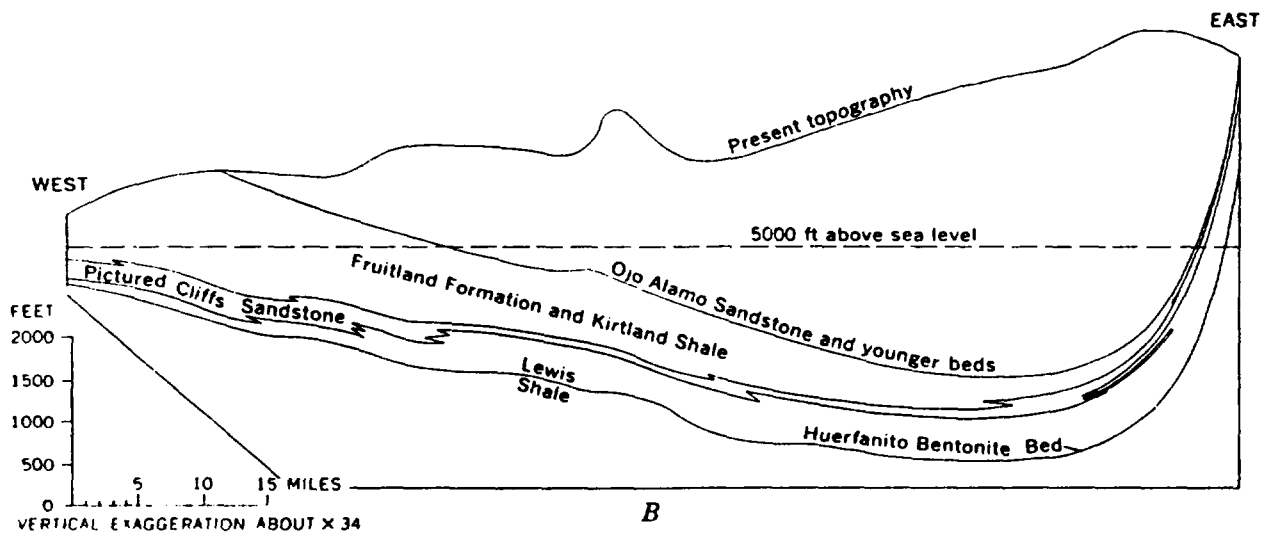 EAST
Present topography
WEST
5000 ft above sea level
Pictured Cliffs Sandstone
Fruitland Formation and Kirtland Shale
Ojo Alamo Sandstone and younger beds
Lewis
Shale
Huerfanito Bentonite Bed
FEET
2000
1500
1000
500
0
5 10 15 MILES
VERTICAL EXAGGERATION ABOUT X 34
B